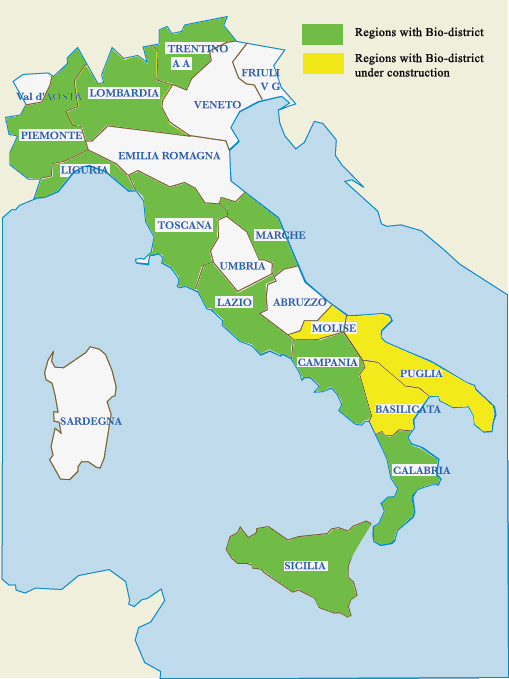 Regions with Bio-district
Regions with Bio-district
under construction
TRENTINO
A A
FRIULI
V G
Val d'AOSTA
LOMBARDIA
VENETO
PIEMONTE
EMILIA ROMAGNA
LIGURIA
TOSCANA
MARCHE
UMBRIA
LAZIO
ABRUZZO
MOLISE
CAMPANIA
PUGLIA
BASILICATA
SARDEGNA
CALABRIA
SICILIA